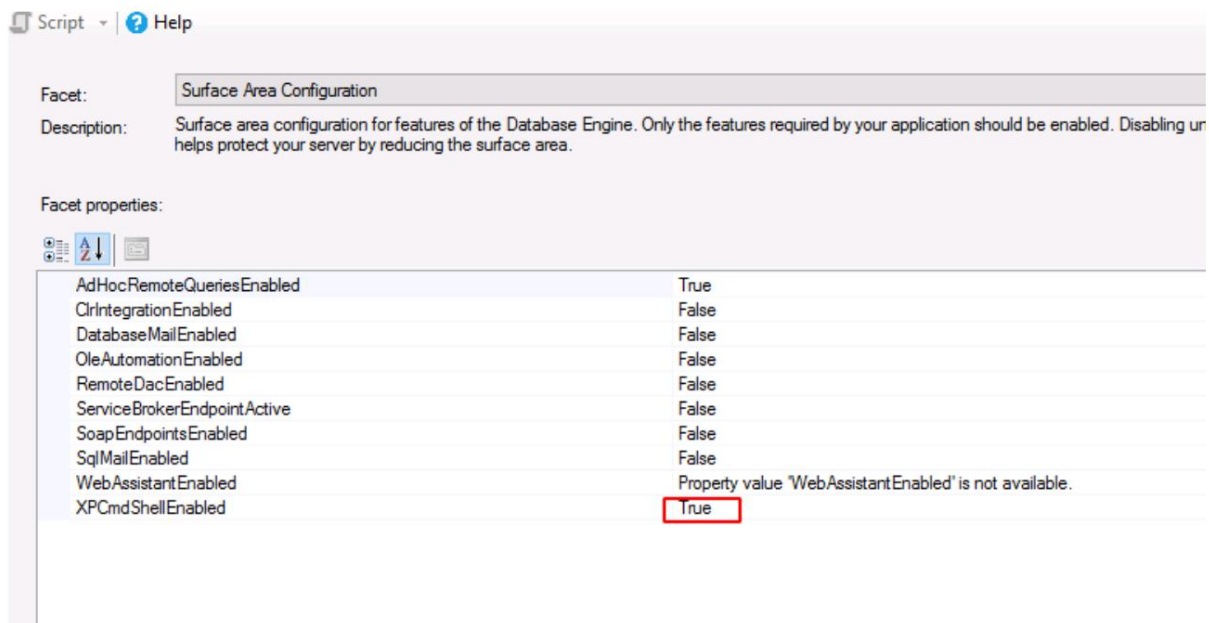 Script Help
Facet: Surface Area Configuration
Description: Surface area configuration for features of the Database Engine. Only the features required by your application should be enabled. Disabling
helps protect your server by reducing the surface area.
Facet properties:
AdHocRemoteQueriesEnabled True
ClrIntegrationEnabled False
DatabaseMailEnabled False
OleAutomationEnabled False
RemoteDacEnabled False
ServiceBrokerEndpointActive False
SoapEndpointsEnabled False
SqlMailEnabled False
WebAssistantEnabled Property value 'WebAssistantEnabled' is not available.
XPCmdShellEnabled True